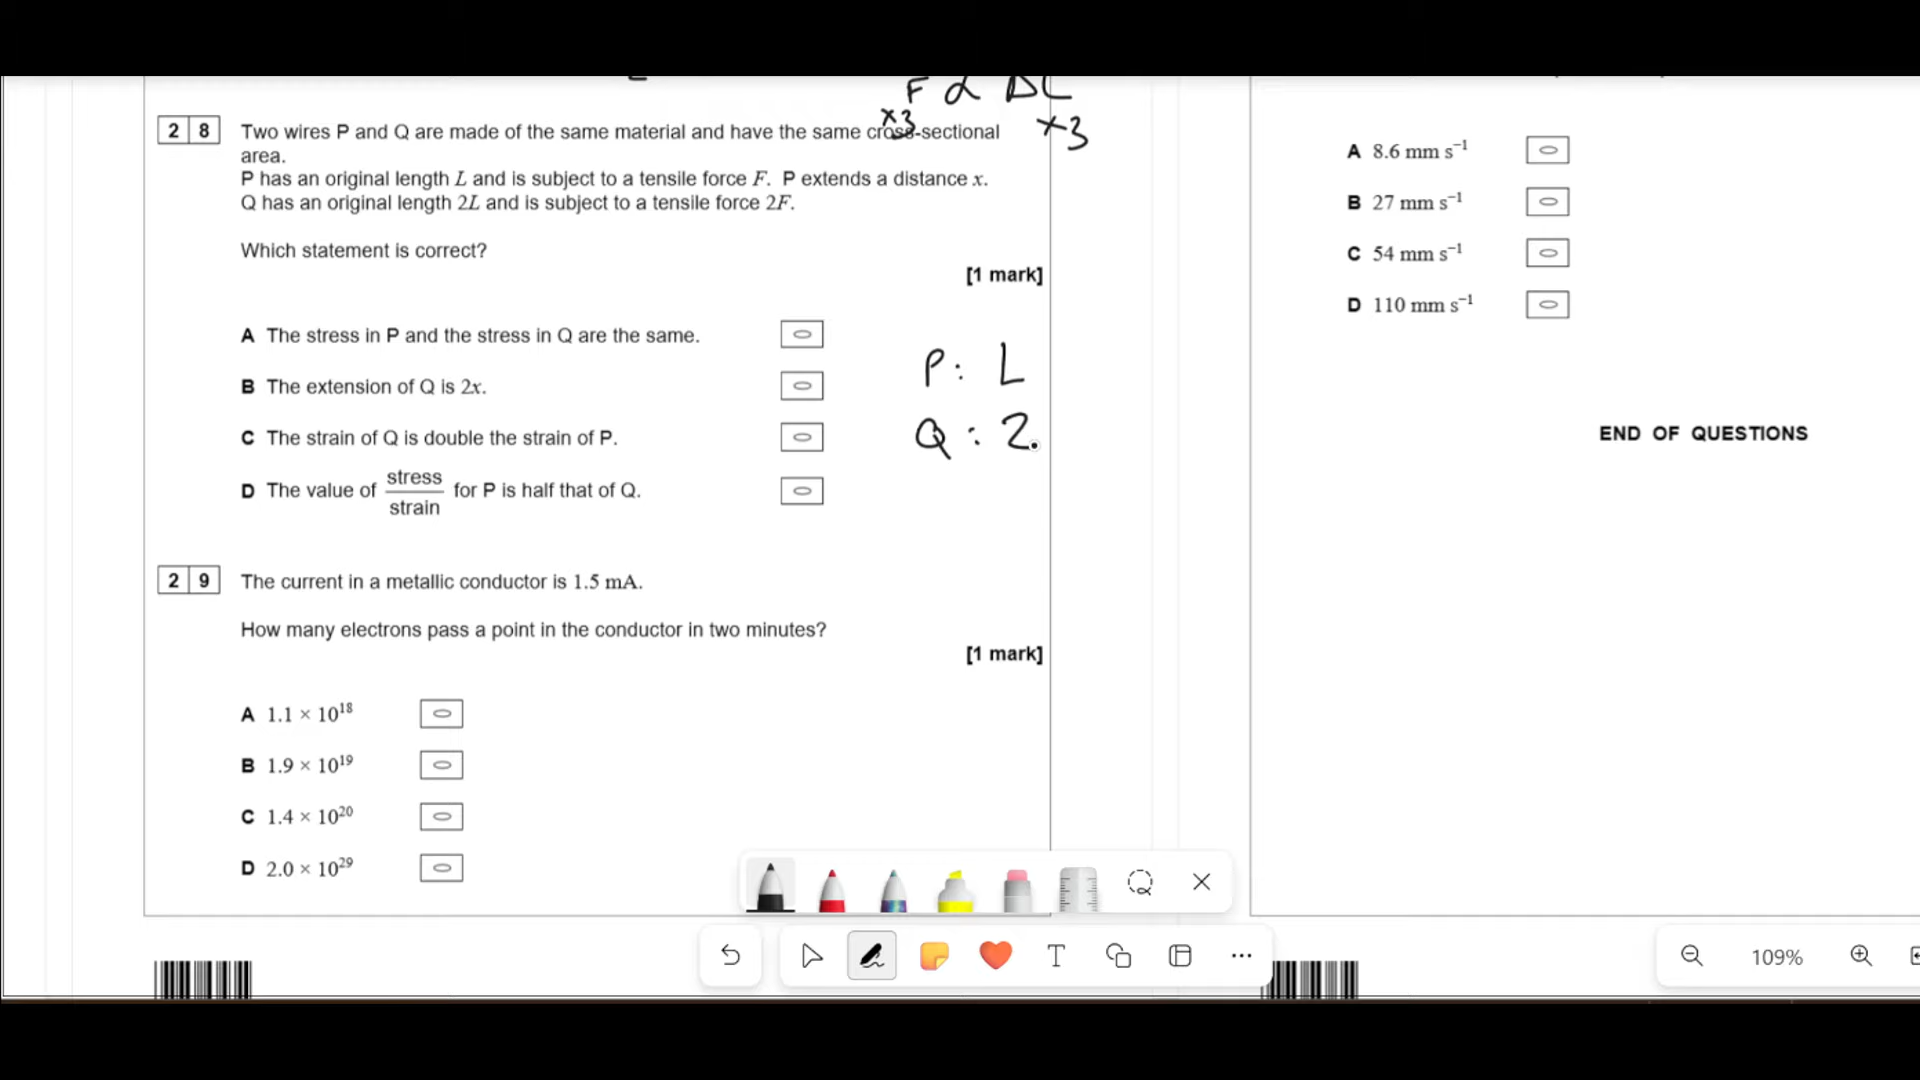 F α ΔL
×3 ×3
2 8 Two wires P and Q are made of the same material and have the same cross-sectional
area.
P has an original length L and is subject to a tensile force F. P extends a distance x.
Q has an original length 2L and is subject to a tensile force 2F.
Which statement is correct?
[1 mark]
A The stress in P and the stress in Q are the same.
B The extension of Q is 2x.
C The strain of Q is double the strain of P.
D The value of stress/strain for P is half that of Q.
P: L
Q: 2
2 9 The current in a metallic conductor is 1.5 mA.
How many electrons pass a point in the conductor in two minutes?
[1 mark]
A 1.1 × 10¹⁸
B 1.9 × 10¹⁹
C 1.4 × 10²⁰
D 2.0 × 10²⁹
A 8.6 mm s⁻¹
B 27 mm s⁻¹
C 54 mm s⁻¹
D 110 mm s⁻¹
END OF QUESTIONS
109%